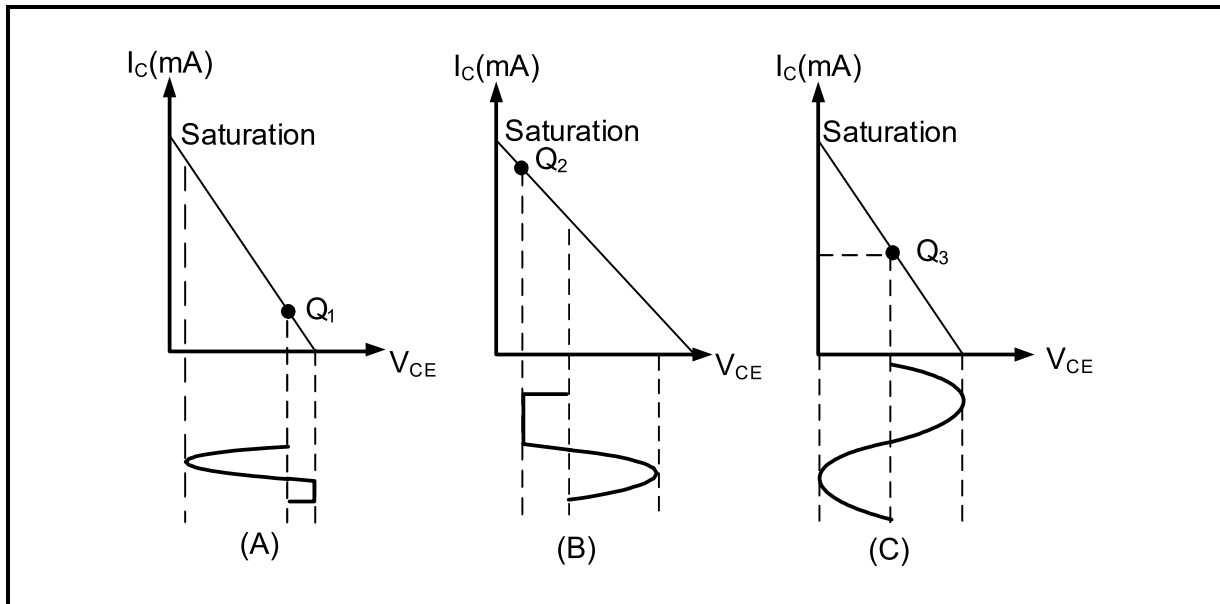 I_C(mA)
Saturation
Q_1
V_CE
(A)
I_C(mA)
Saturation
Q_2
V_CE
(B)
I_C(mA)
Saturation
Q_3
V_CE
(C)